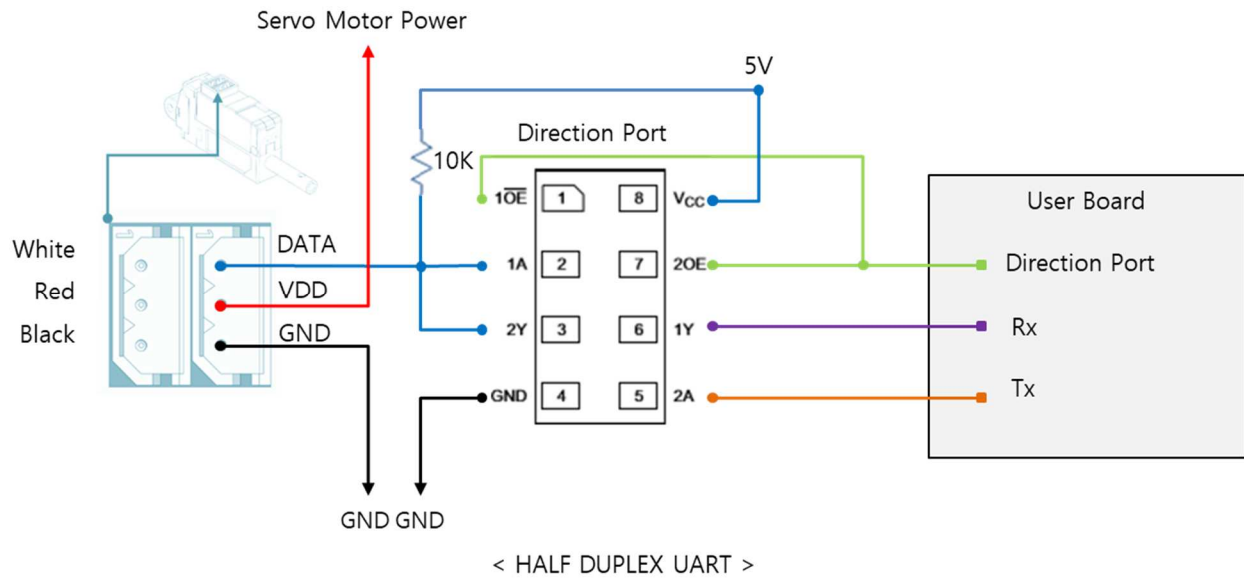 Servo Motor Power
5V
Direction Port
10K
1OE
1
8
VCC
User Board
White
DATA
1A
2
7
2OE
Direction Port
Red
VDD
Black
GND
2Y
3
6
1Y
Rx
GND
4
5
2A
Tx
GND GND
< HALF DUPLEX UART >